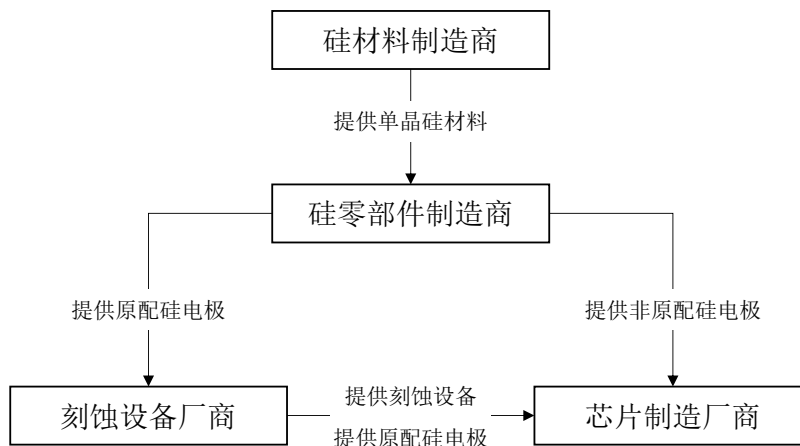 硅材料制造商
提供单晶硅材料
硅零部件制造商
提供原配硅电极
提供非原配硅电极
刻蚀设备厂商
提供刻蚀设备
提供原配硅电极
芯片制造厂商